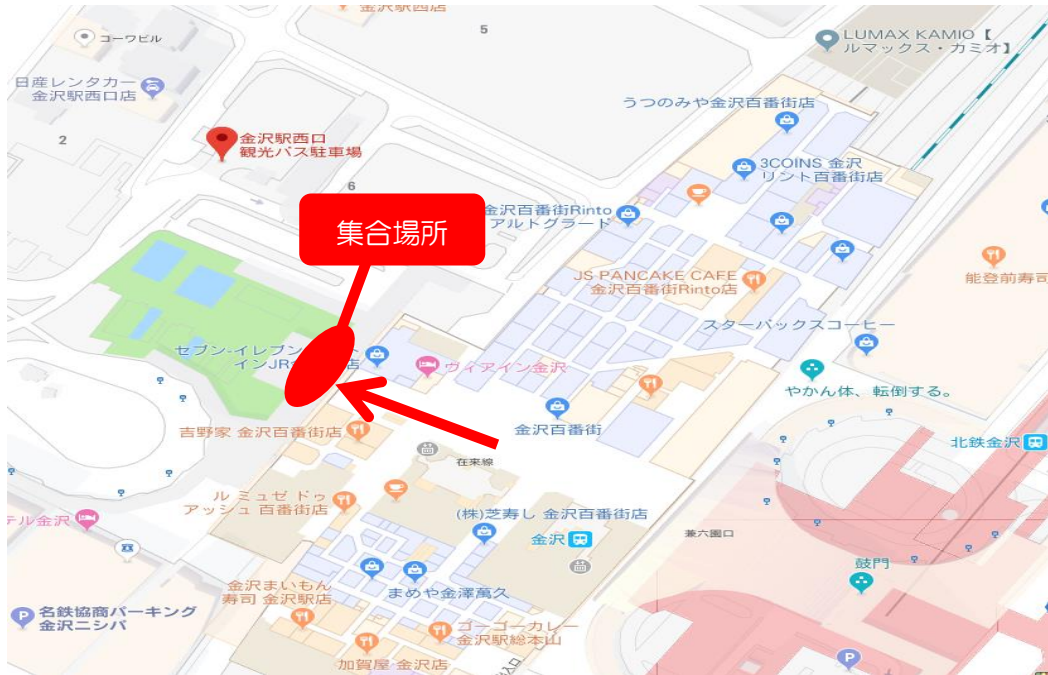 金沢駅西店
5
コーワビル
LUMAX KAMIO【
ルマックス・カミオ】
日産レンタカー
金沢駅西口店
うつのみや金沢百番街店
2
金沢駅西口
観光バス駐車場
3COINS 金沢
リント百番街店
6
集合場所
金沢百番街Rinto
アルトグラード
JS PANCAKE CAFE
金沢百番街Rinto店
能登前寿司
スターバックスコーヒー
セブン-イレブン
ト
インJR
店
ヴィアイン金沢
やかん体、転倒する。
吉野家 金沢百番街店
金沢百番街
北鉄金沢
在来線
ル ミュゼ ドゥ
アッシュ 百番街店
(株)芝寿し 金沢百番街店
テル金沢
金沢
兼六園口
鼓門
金沢まいもん
寿司 金沢駅店
まめや金澤萬久
P
名鉄協商パーキング
金沢ニシパ
ゴーゴーカレー
金沢駅総本山
加賀屋 金沢店
P